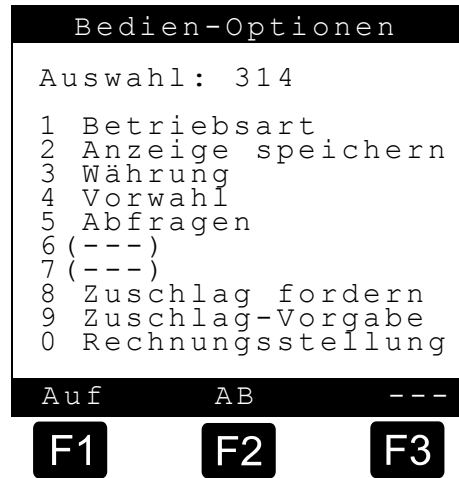 Bedien-Optionen
Auswahl: 314
1 Betriebsart
2 Anzeige speichern
3 Währung
4 Vorwahl
5 Abfragen
6 (---)
7 (---)
8 Zuschlag fordern
9 Zuschlag-Vorgabe
0 Rechnungsstellung
Auf AB ---
F1 F2 F3